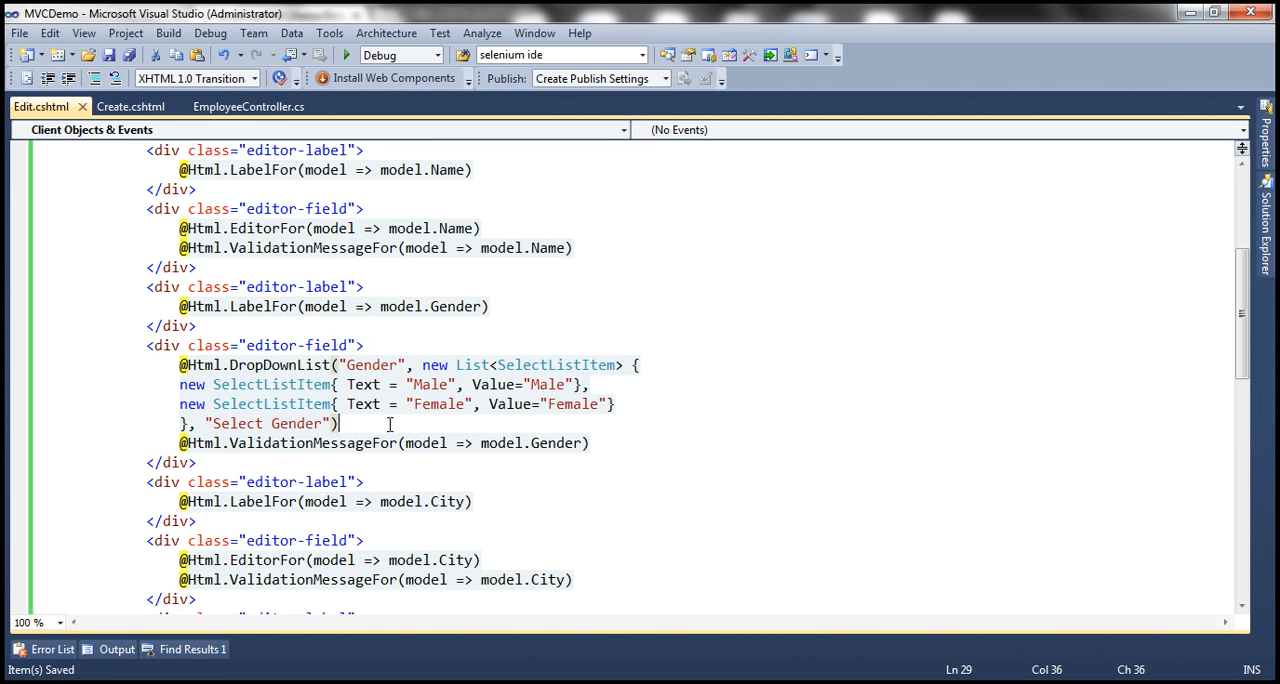 MVCDemo - Microsoft Visual Studio (Administrator)
File Edit View Project Build Debug Team Data Tools Architecture Test Analyze Window Help
Debug selenium ide
XHTML 1.0 Transition Install Web Components Publish: Create Publish Settings
Edit.cshtml Create.cshtml EmployeeController.cs
Client Objects & Events (No Events)
<div class="editor-label">
@Html.LabelFor(model => model.Name)
</div>
<div class="editor-field">
@Html.EditorFor(model => model.Name)
@Html.ValidationMessageFor(model => model.Name)
</div>
<div class="editor-label">
@Html.LabelFor(model => model.Gender)
</div>
<div class="editor-field">
@Html.DropDownList("Gender", new List<SelectListItem> {
new SelectListItem{ Text = "Male", Value="Male"},
new SelectListItem{ Text = "Female", Value="Female"}
}, "Select Gender")
@Html.ValidationMessageFor(model => model.Gender)
</div>
<div class="editor-label">
@Html.LabelFor(model => model.City)
</div>
<div class="editor-field">
@Html.EditorFor(model => model.City)
@Html.ValidationMessageFor(model => model.City)
</div>
Properties
Solution Explorer
100 %
Error List Output Find Results 1
Item(s) Saved Ln 29 Col 36 Ch 36 INS